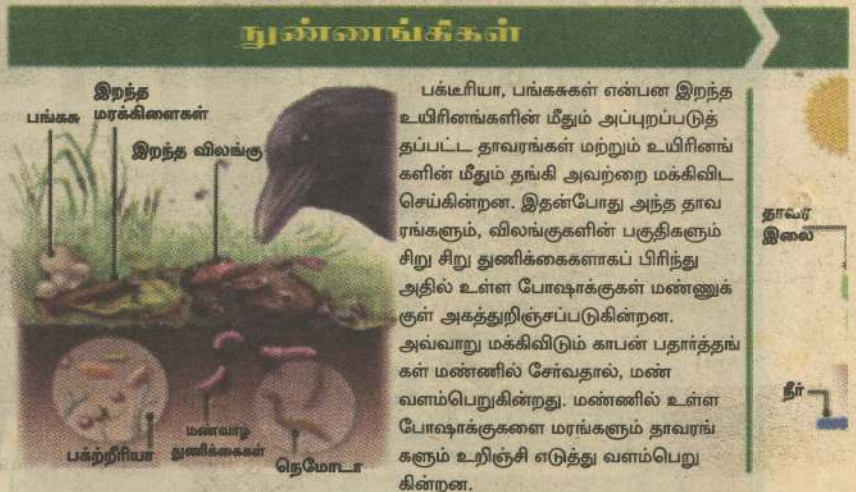 நுண்ணங்கிகள்
இறந்த
மரக்கிளைகள்
பங்கசு
இறந்த விலங்கு
பக்ற்றீரியா
மண்வாழ்
துணிக்கைகள்
நெமோடா
பக்டீரியா, பங்கசுகள் என்பன இறந்த
உயிரினங்களின் மீதும் அப்புறப்படுத்
தப்பட்ட தாவரங்கள் மற்றும் உயிரினங்
களின் மீதும் தங்கி அவற்றை மக்கிவிட
செய்கின்றன. இதன்போது அந்த தாவ
ரங்களும், விலங்குகளின் பகுதிகளும்
சிறு சிறு துணிக்கைகளாகப் பிரிந்து
அதில் உள்ள போஷாக்குகள் மண்ணுக்
குள் அகத்துறிஞ்சப்படுகின்றன.
அவ்வாறு மக்கிவிடும் காபன் பதார்த்தங்
கள் மண்ணில் சேர்வதால், மண்
வளம்பெறுகின்றது. மண்ணில் உள்ள
போஷாக்குகளை மரங்களும் தாவரங்
களும் உறிஞ்சி எடுத்து வளம்பெறு
கின்றன.
தாவர
இலை
நீர்